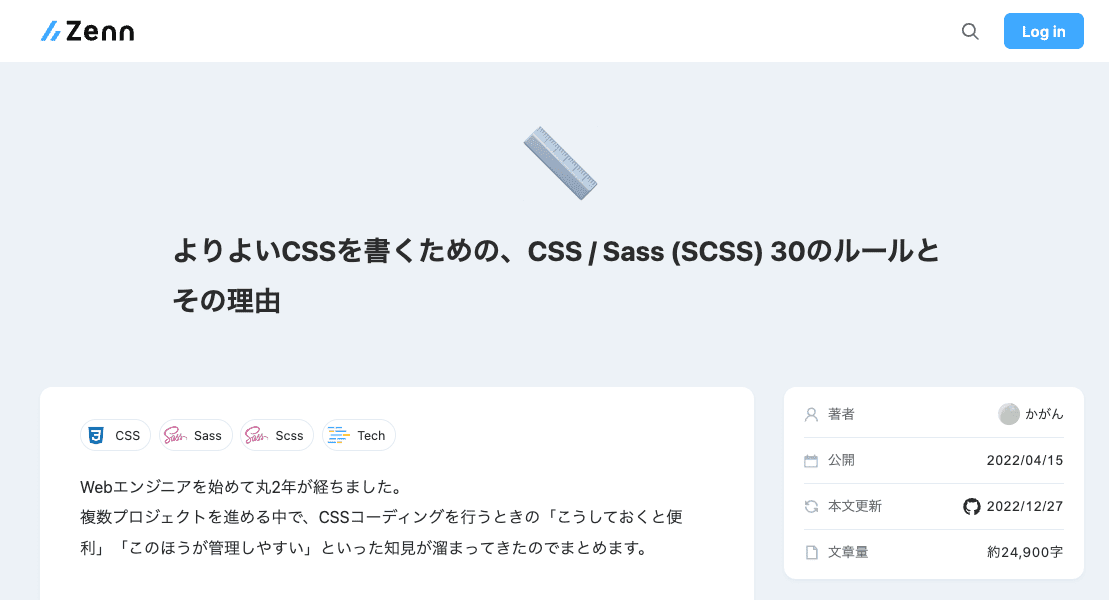 Zenn
Log in
よりよいCSSを書くための、CSS / Sass (SCSS) 30のルールと
その理由
CSS Sass Scss Tech
Webエンジニアを始めて丸2年が経ちました。
複数プロジェクトを進める中で、CSSコーディングを行うときの「こうしておくと便
利」「このほうが管理しやすい」といった知見が溜まってきたのでまとめます。
著者 かがん
公開 2022/04/15
本文更新 2022/12/27
文章量 約24,900字